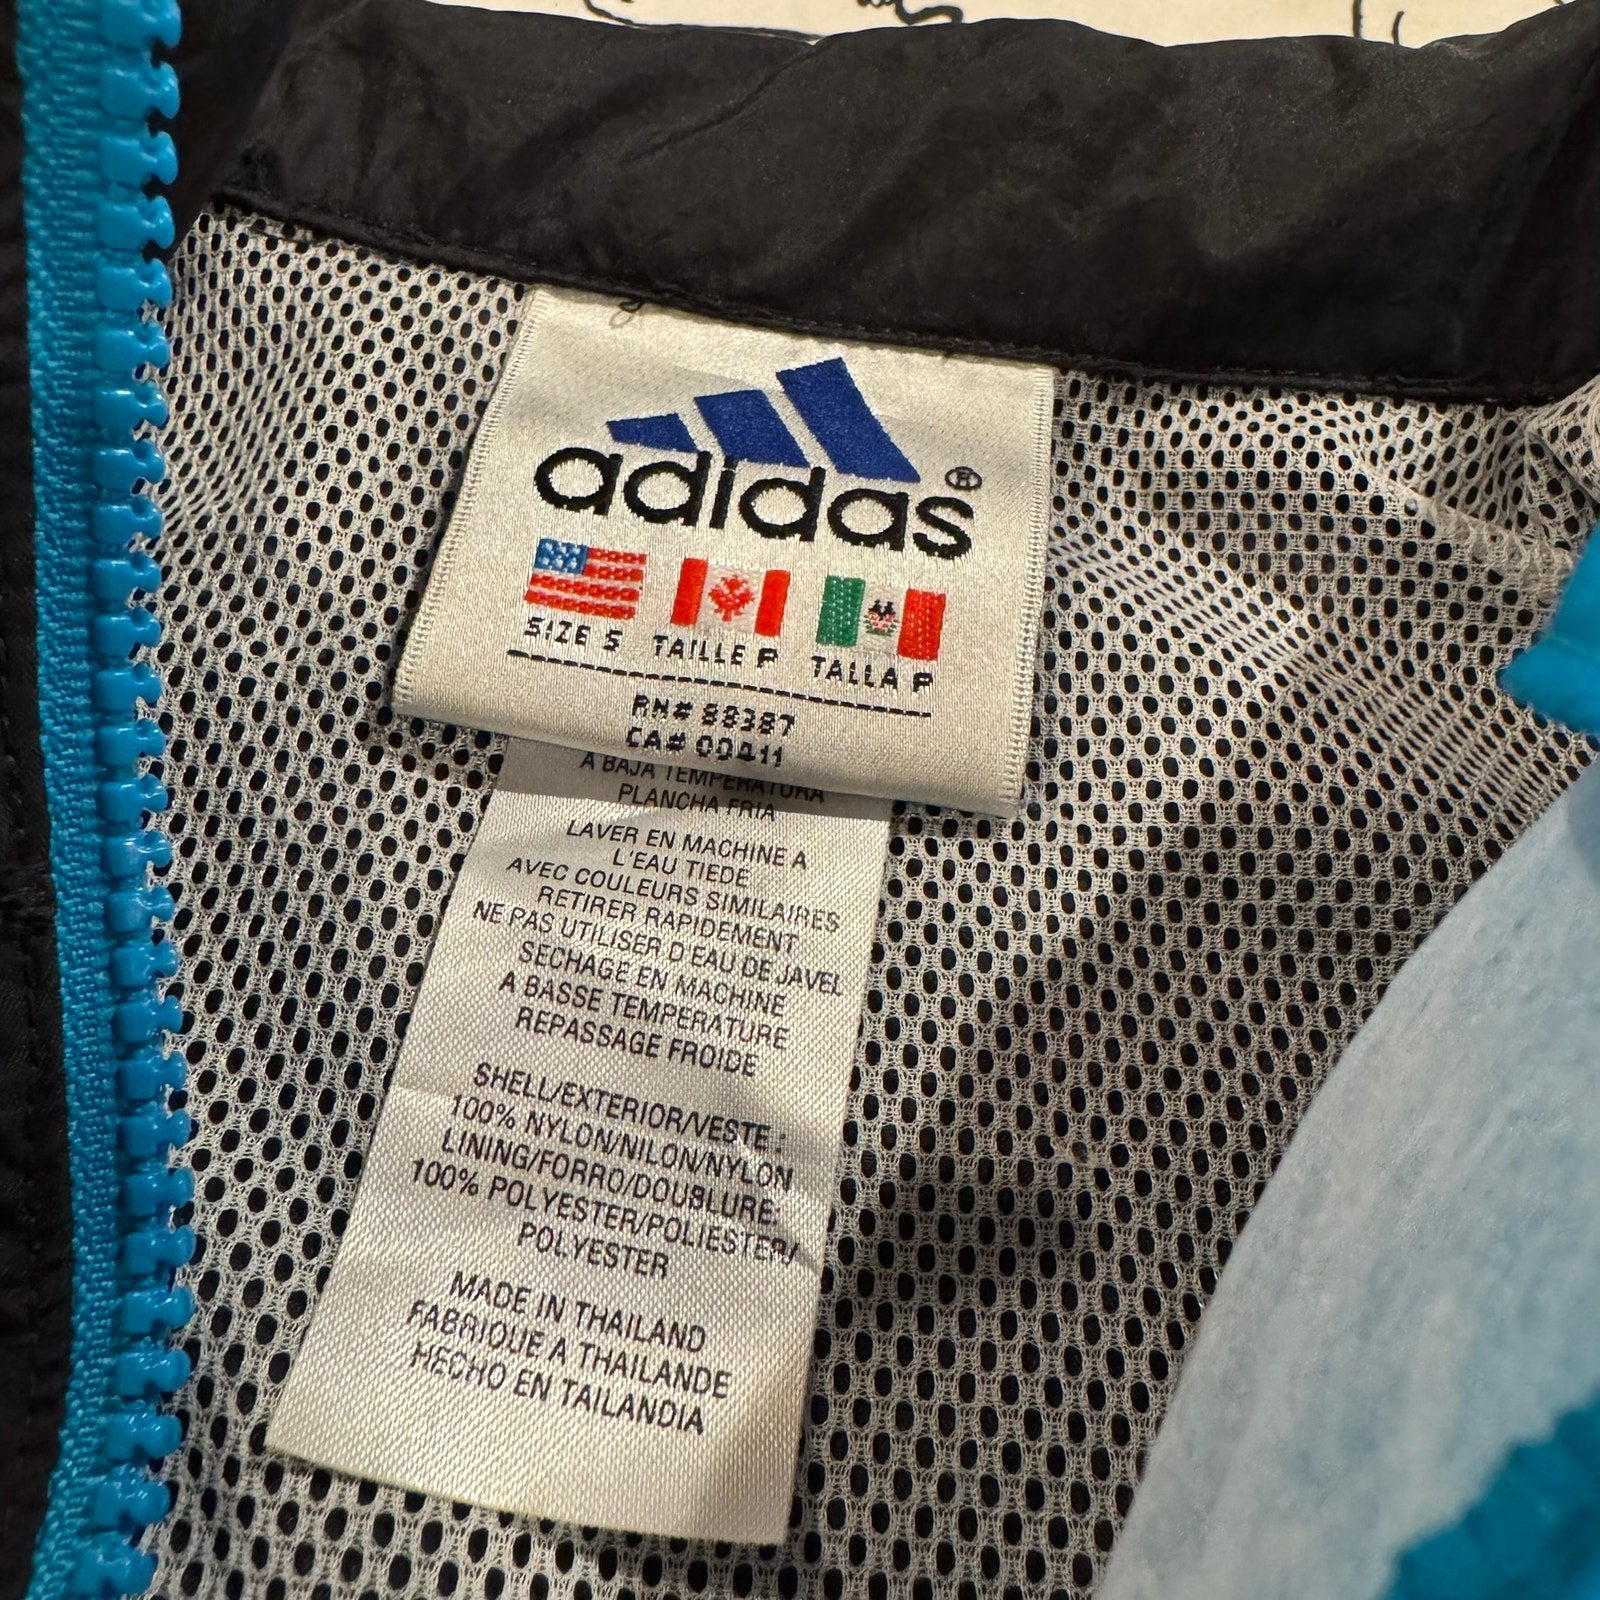 adidas®
SIZE S TAILLE P TALLA P
RN# 88387
CA# 00411
A BAJA TEMPERATURA
PLANCHA FRIA
LAVER EN MACHINE A
L'EAU TIEDE
AVEC COULEURS SIMILAIRES
RETIRER RAPIDEMENT
NE PAS UTILISER D'EAU DE JAVEL
SECHAGE EN MACHINE
A BASSE TEMPERATURE
REPASSAGE FROIDE
SHELL/EXTERIOR/VESTE :
100% NYLON/NILON/NYLON
LINING/FORRO/DOUBLURE:
100% POLYESTER/POLIESTER/
POLYESTER
MADE IN THAILAND
FABRIQUE A THAILANDE
HECHO EN TAILANDIA